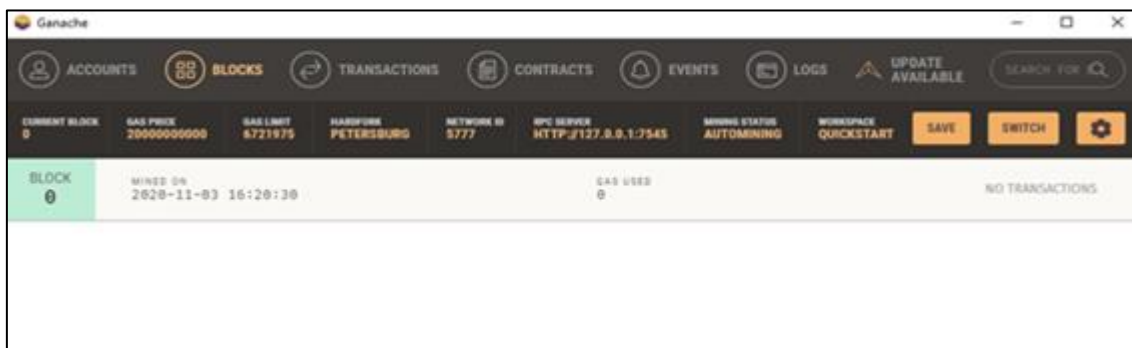 Ganache
ACCOUNTS BLOCKS TRANSACTIONS CONTRACTS EVENTS LOGS UPDATE AVAILABLE SEARCH FOR
CURRENT BLOCK GAS PRICE GAS LIMIT HARDFORK NETWORK ID RPC SERVER MINING STATUS WORKSPACE
0 20000000000 6721975 PETERSBURG 5777 HTTP://127.0.0.1:7545 AUTOMINING QUICKSTART SAVE SWITCH
BLOCK MINED ON GAS USED
0 2020-11-03 16:20:30 0 NO TRANSACTIONS